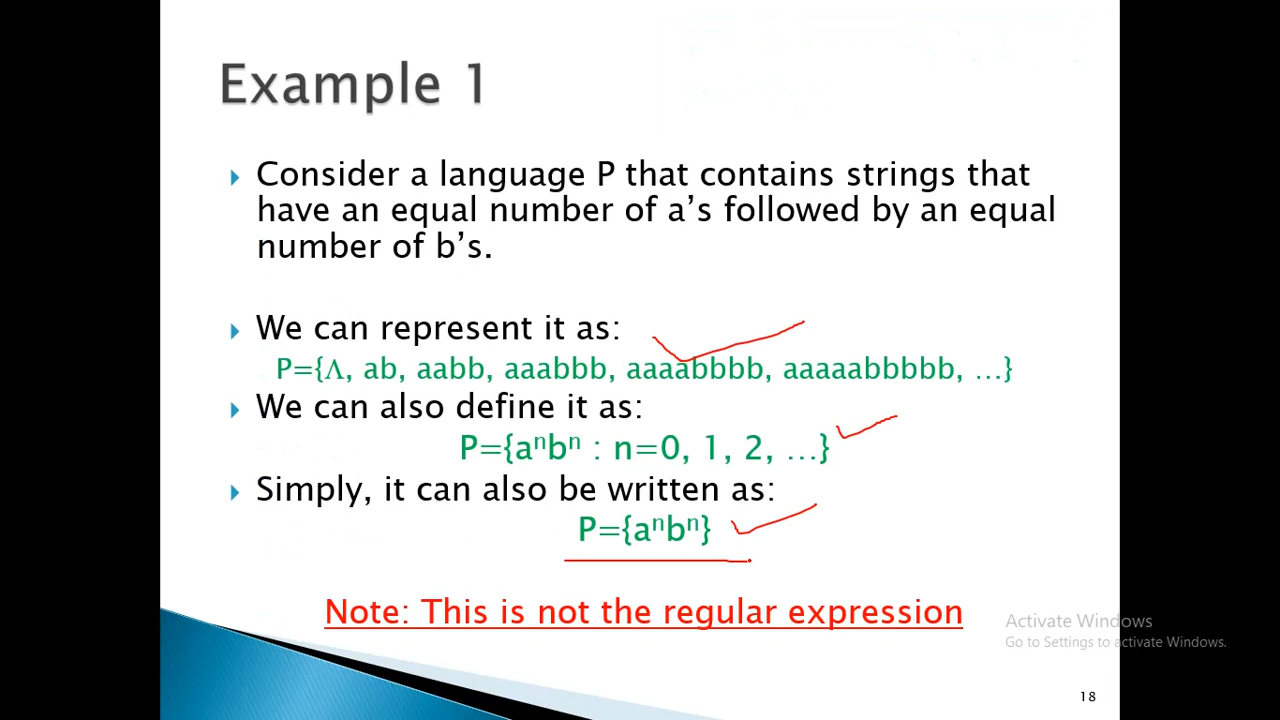 Example 1
Consider a language P that contains strings that
have an equal number of a’s followed by an equal
number of b’s.
We can represent it as:
P={Λ, ab, aabb, aaabbb, aaaabbbb, aaaaabbbbb, …}
We can also define it as:
P={aⁿbⁿ : n=0, 1, 2, …}
Simply, it can also be written as:
P={aⁿbⁿ}
Note: This is not the regular expression
Activate Windows
Go to Settings to activate Windows.
18